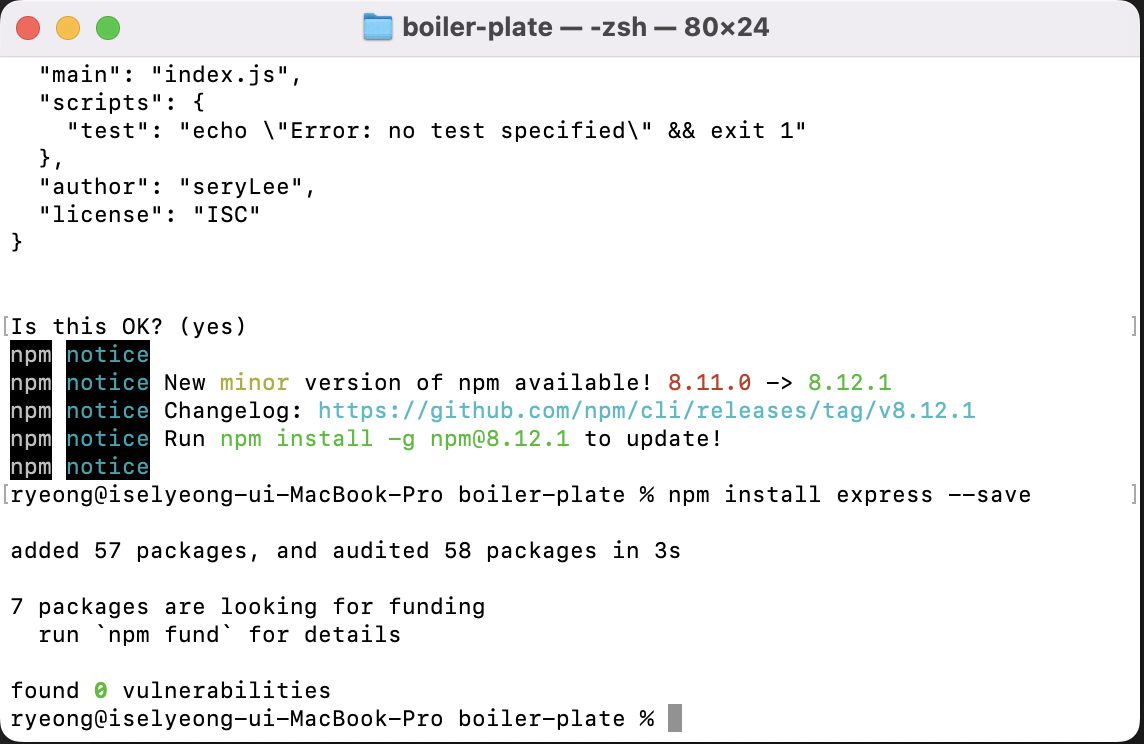 boiler-plate — -zsh — 80×24
  "main": "index.js",
  "scripts": {
    "test": "echo \"Error: no test specified\" && exit 1"
  },
  "author": "seryLee",
  "license": "ISC"
}
[Is this OK? (yes) ]
npm notice
npm notice New minor version of npm available! 8.11.0 -> 8.12.1
npm notice Changelog: https://github.com/npm/cli/releases/tag/v8.12.1
npm notice Run npm install -g npm@8.12.1 to update!
npm notice
[ryeong@iselyeong-ui-MacBook-Pro boiler-plate % npm install express --save ]
added 57 packages, and audited 58 packages in 3s
7 packages are looking for funding
  run `npm fund` for details
found 0 vulnerabilities
ryeong@iselyeong-ui-MacBook-Pro boiler-plate %